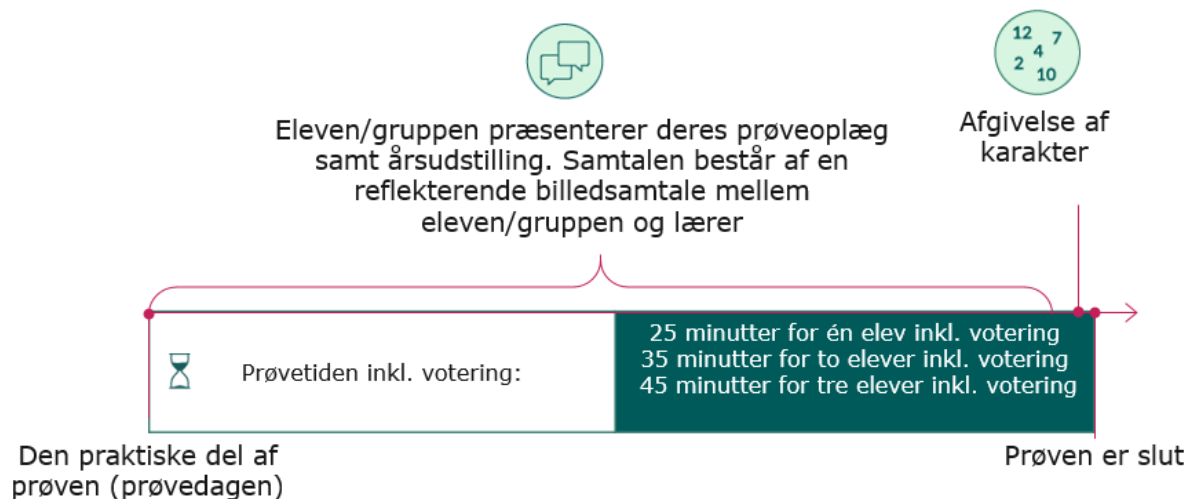 12
7
4
2
10
Eleven/gruppen præsenterer deres prøveoplæg
samt årsudstilling. Samtalen består af en
reflekterende billedsamtale mellem
eleven/gruppen og lærer
Afgivelse af
karakter
Prøvetiden inkl. votering:
25 minutter for én elev inkl. votering
35 minutter for to elever inkl. votering
45 minutter for tre elever inkl. votering
Den praktiske del af
prøven (prøvedagen)
Prøven er slut